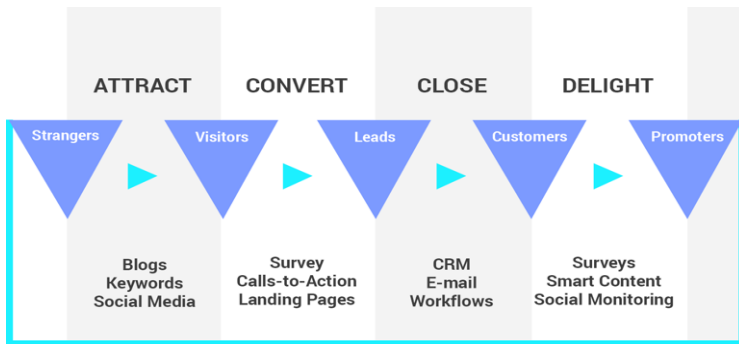 ATTRACT
CONVERT
CLOSE
DELIGHT
Strangers
Visitors
Leads
Customers
Promoters
Blogs
Keywords
Social Media
Survey
Calls-to-Action
Landing Pages
CRM
E-mail
Workflows
Surveys
Smart Content
Social Monitoring